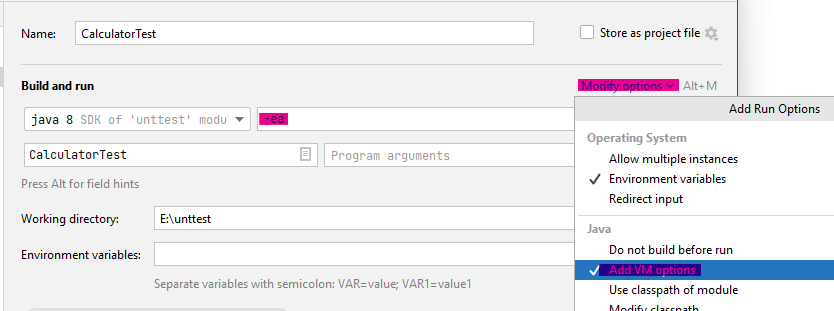 Name: CalculatorTest Store as project file
Build and run Modify options Alt+M
java 8 SDK of 'unttest' modu -ea
CalculatorTest Program arguments
Press Alt for field hints
Working directory: E:\unttest
Environment variables:
Separate variables with semicolon: VAR=value; VAR1=value1
Add Run Options
Operating System
Allow multiple instances
Environment variables
Redirect input
Java
Do not build before run
Add VM options
Use classpath of module
Modify classpath